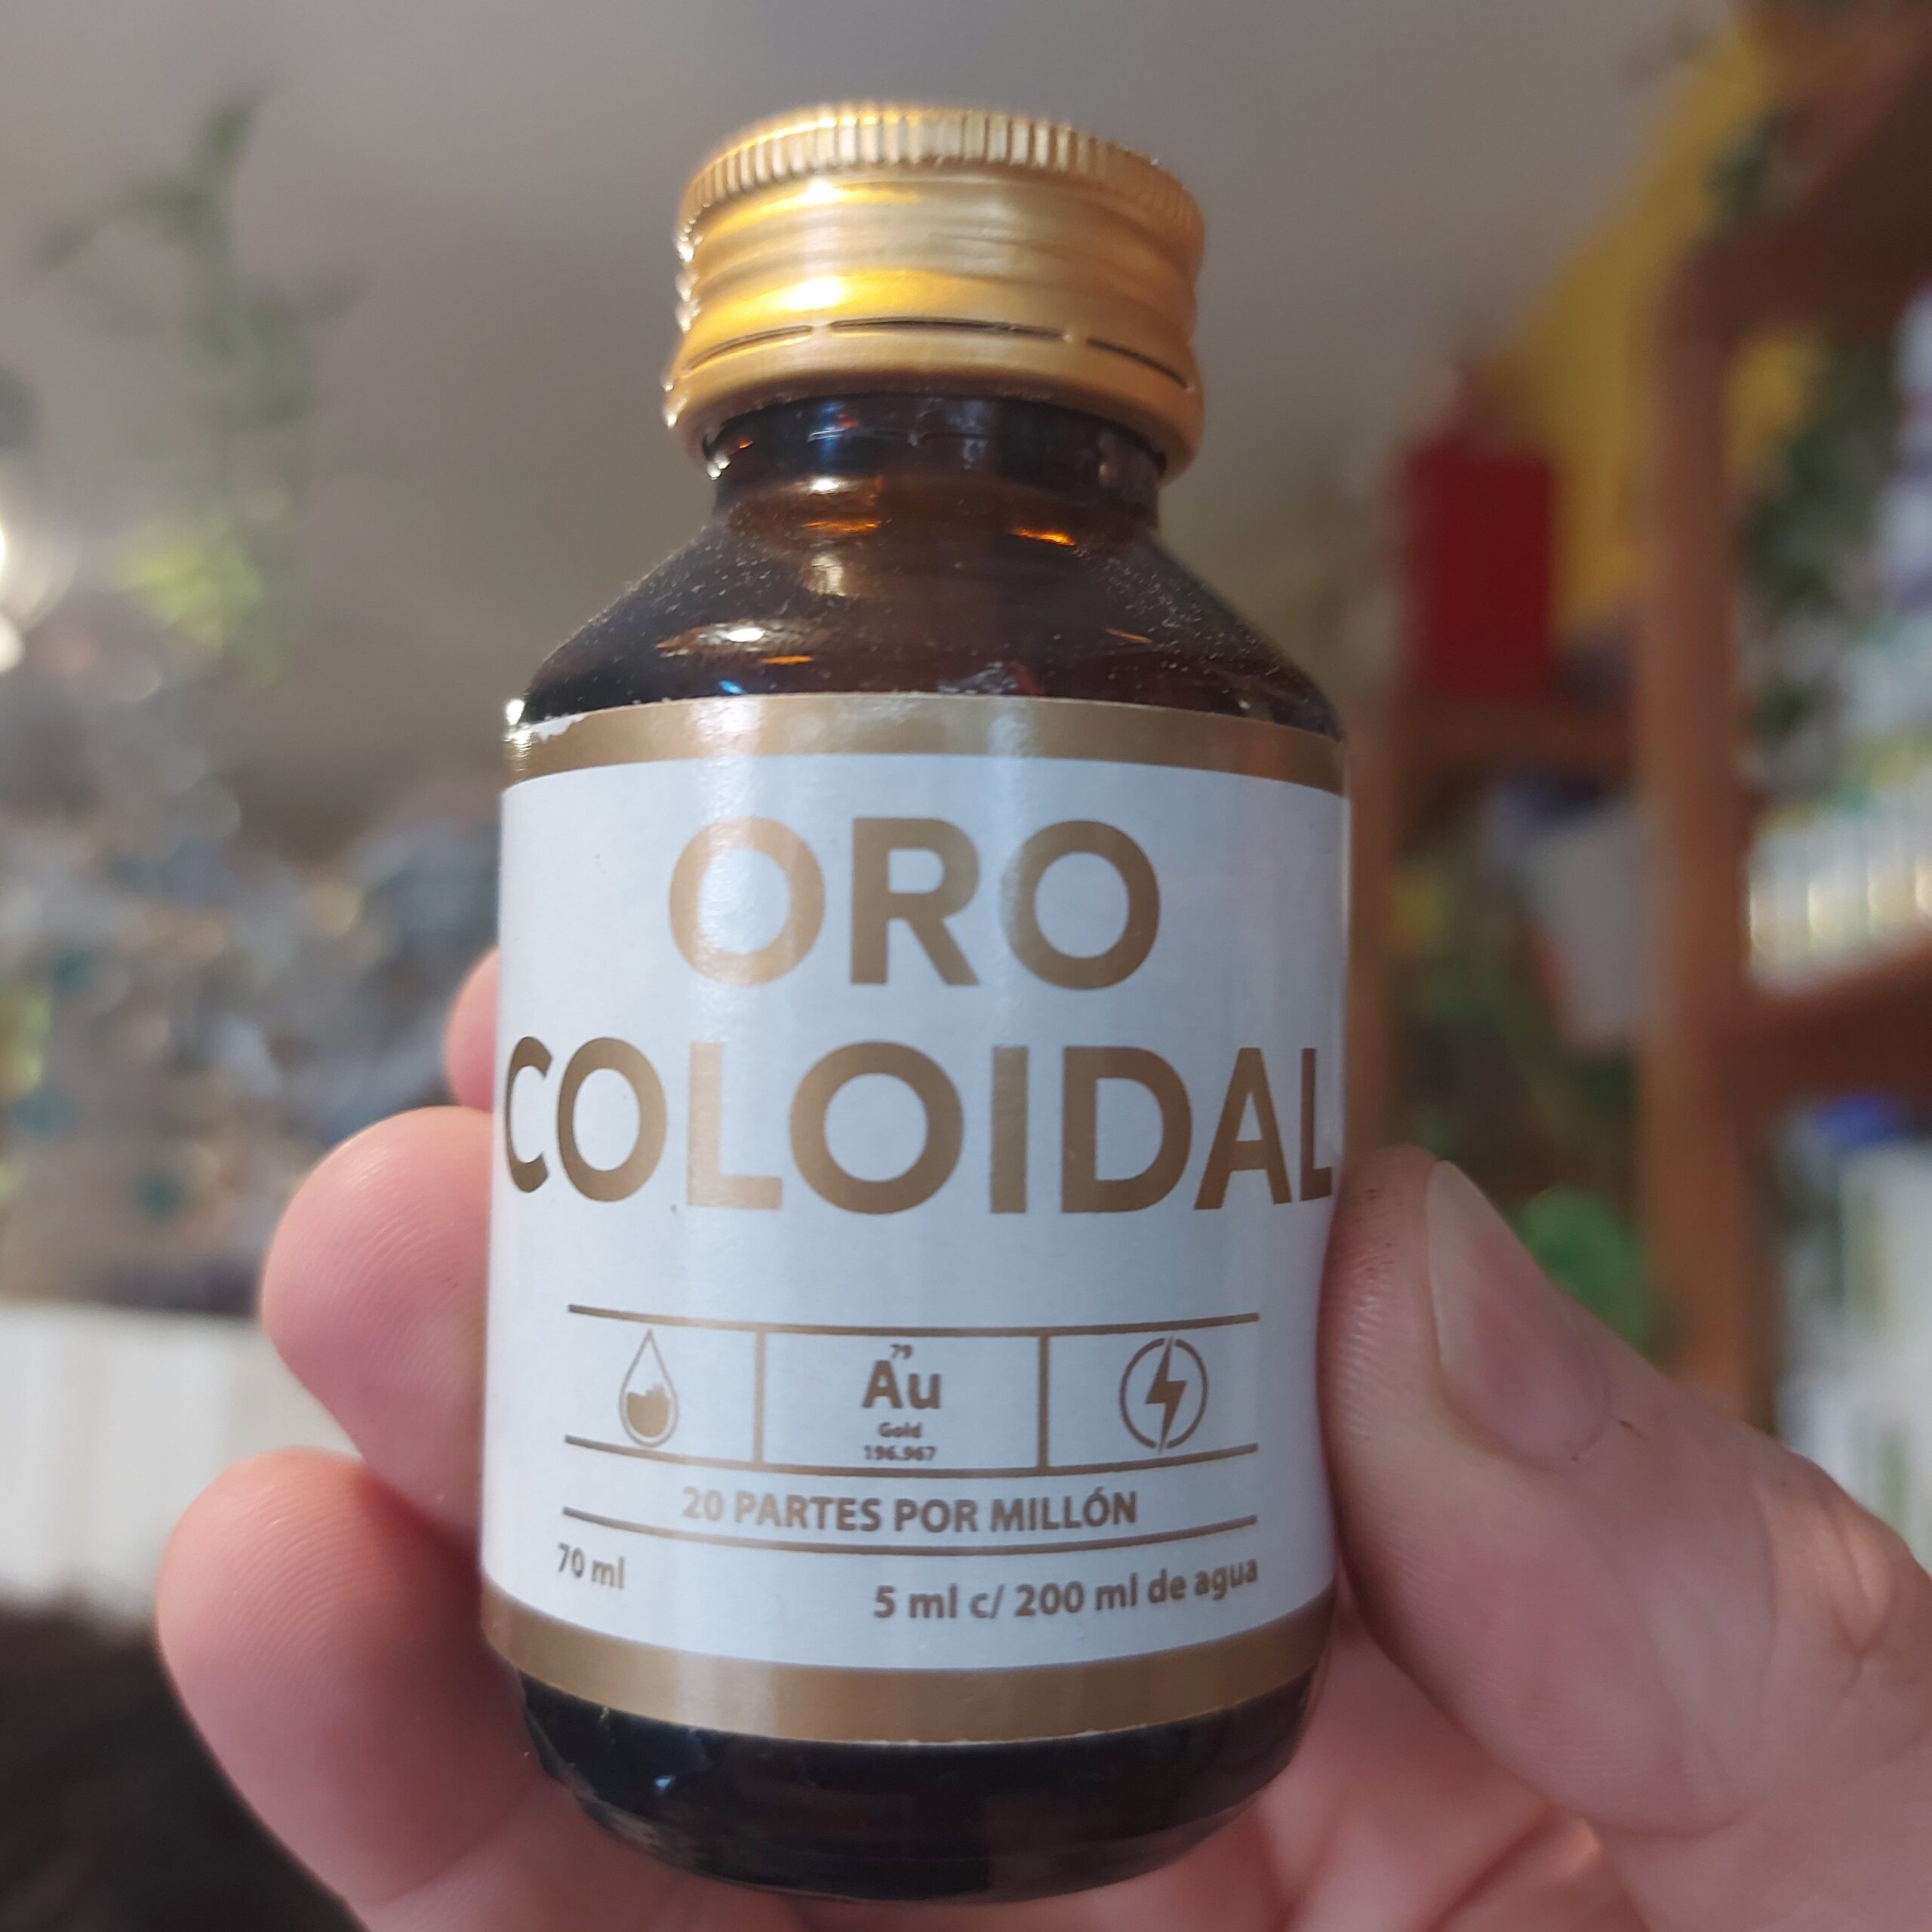 ORO
COLOIDAL
79
Au
Gold
196.967
20 PARTES POR MILLÓN
70 ml
5 ml c/ 200 ml de agua